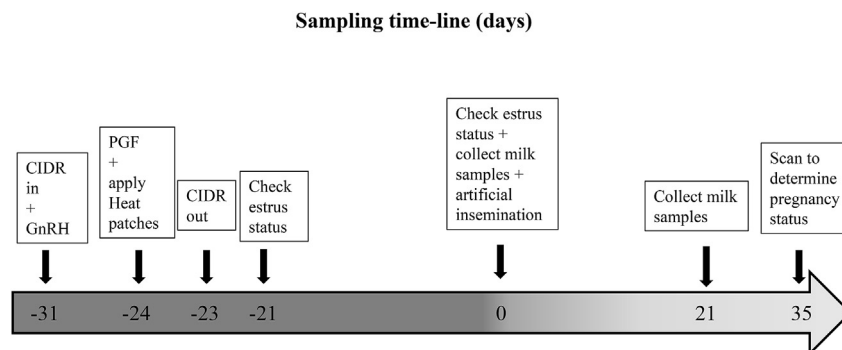 Sampling time-line (days)
CIDR
in
+
GnRH
PGF
+
apply
Heat
patches
CIDR
out
Check
estrus
status
Check estrus
status +
collect milk
samples +
artificial
insemination
Collect milk
samples
Scan to
determine
pregnancy
status
-31
-24
-23
-21
0
21
35